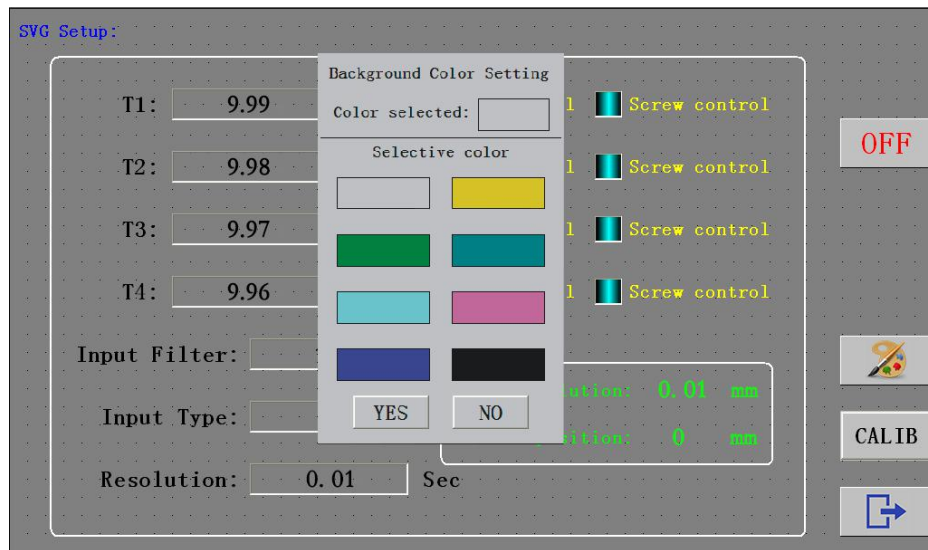 SVG Setup:
Background Color Setting
Color selected:
Selective color
YES NO
T1: 9.99 Screw control
T2: 9.98 Screw control
T3: 9.97 Screw control
T4: 9.96 Screw control
Input Filter:
Input Type:
Resolution: 0.01 Sec
0.01 mm
0 mm
OFF
CALIB